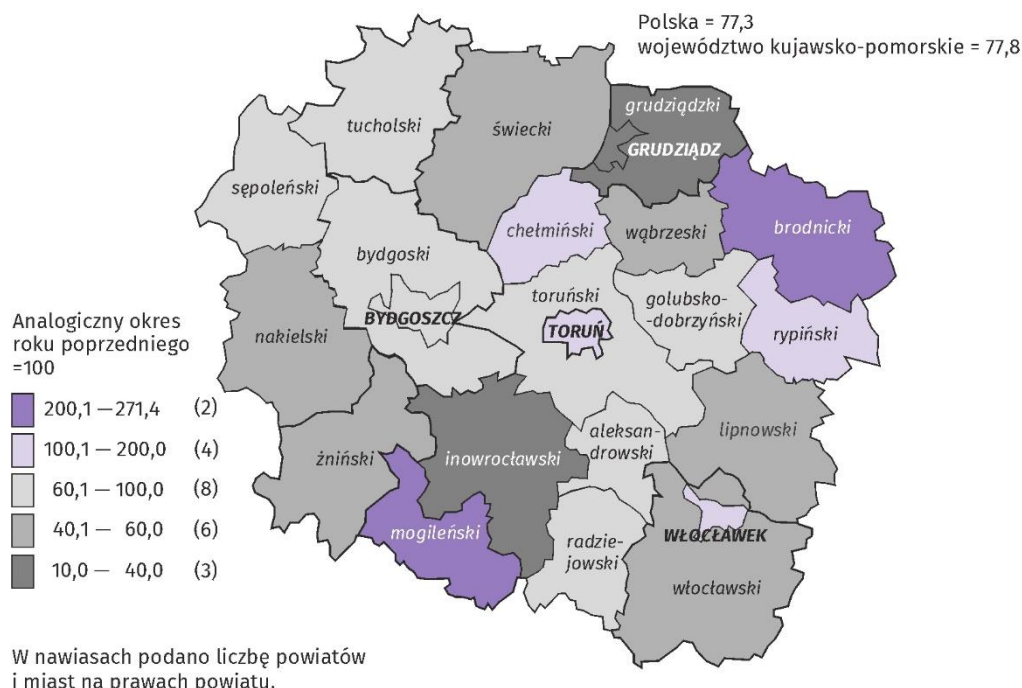 Polska = 77,3
województwo kujawsko-pomorskie = 77,8
grudziądzki
tucholski
świecki
GRUDZIĄDZ
sępoleński
chełmiński
wąbrzeski
brodnicki
bydgoski
toruński
golubsko-
-dobrzyński
BYDGOSZCZ
TORUŃ
nakielski
rypiński
Analogiczny okres
roku poprzedniego
=100
200,1 — 271,4 (2)
100,1 — 200,0 (4)
60,1 — 100,0 (8)
40,1 — 60,0 (6)
10,0 — 40,0 (3)
aleksan-
drowski
lipnowski
żniński
inowrocławski
mogileński
radzie-
jowski
WŁOCŁAWEK
włocławski
W nawiasach podano liczbę powiatów
i miast na prawach powiatu.